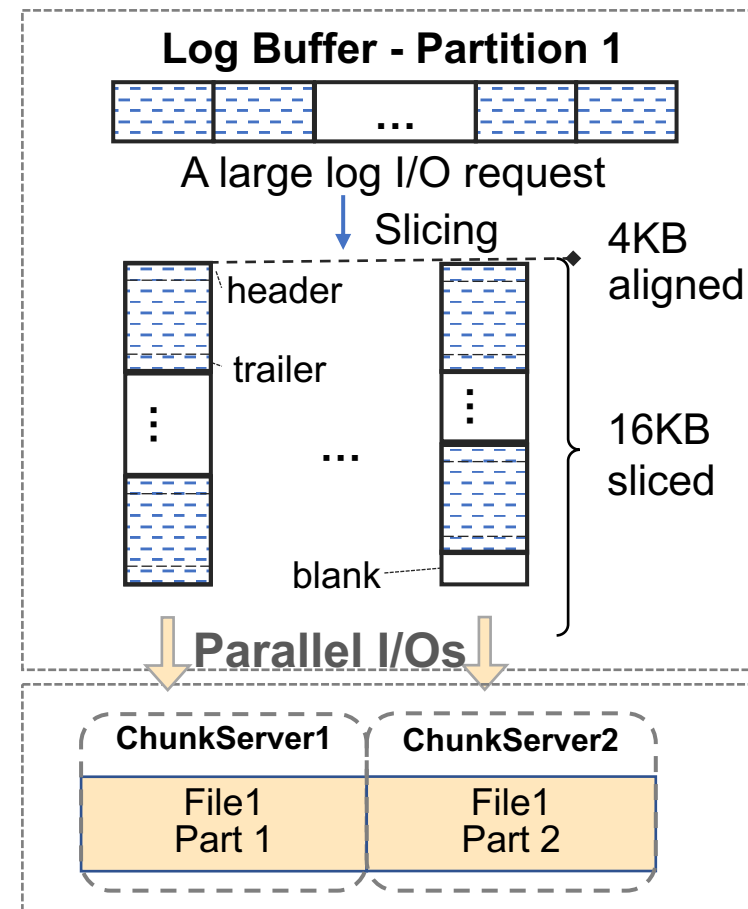 Log Buffer - Partition 1
...
A large log I/O request
Slicing
4KB
aligned
header
trailer
...
...
...
16KB
sliced
blank
Parallel I/Os
ChunkServer1
ChunkServer2
File1
Part 1
File1
Part 2